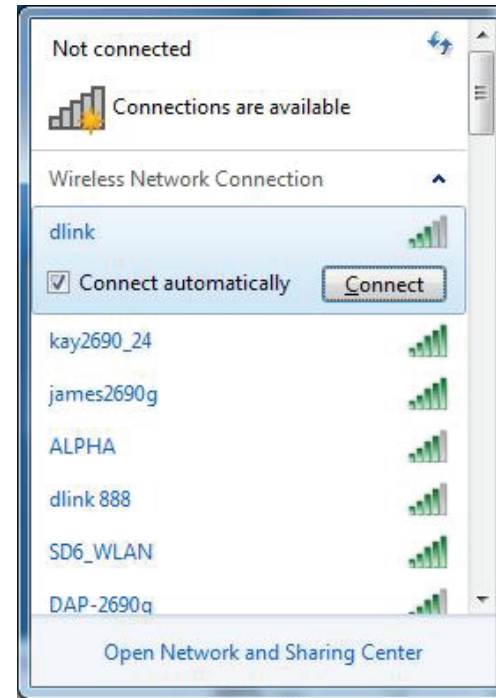 Not connected
Connections are available
Wireless Network Connection
dlink
Connect automatically Connect
kay2690_24
james2690g
ALPHA
dlink 888
SD6_WLAN
DAP-2690g
Open Network and Sharing Center